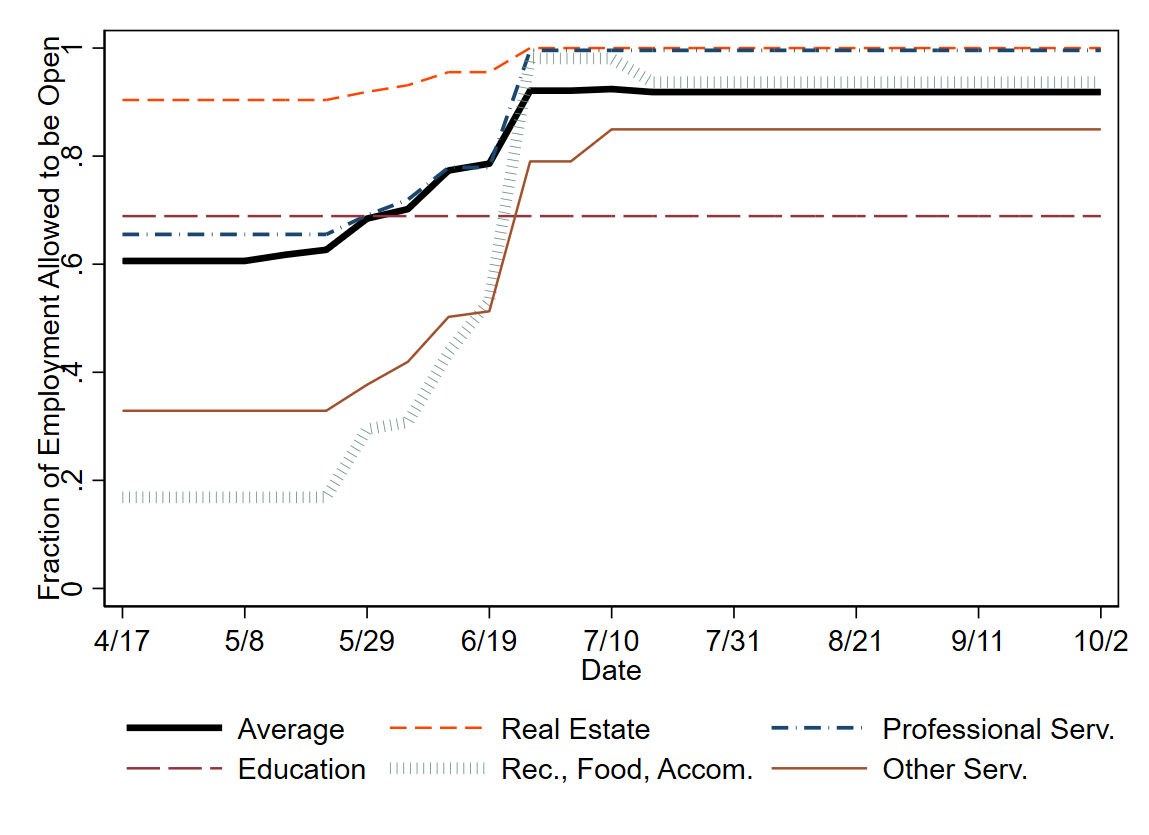 Fraction of Employment Allowed to be Open
1
.8
.6
.4
.2
0
4/17 5/8 5/29 6/19 7/10 7/31 8/21 9/11 10/2
Date
Average Real Estate Professional Serv.
Education Rec., Food, Accom. Other Serv.